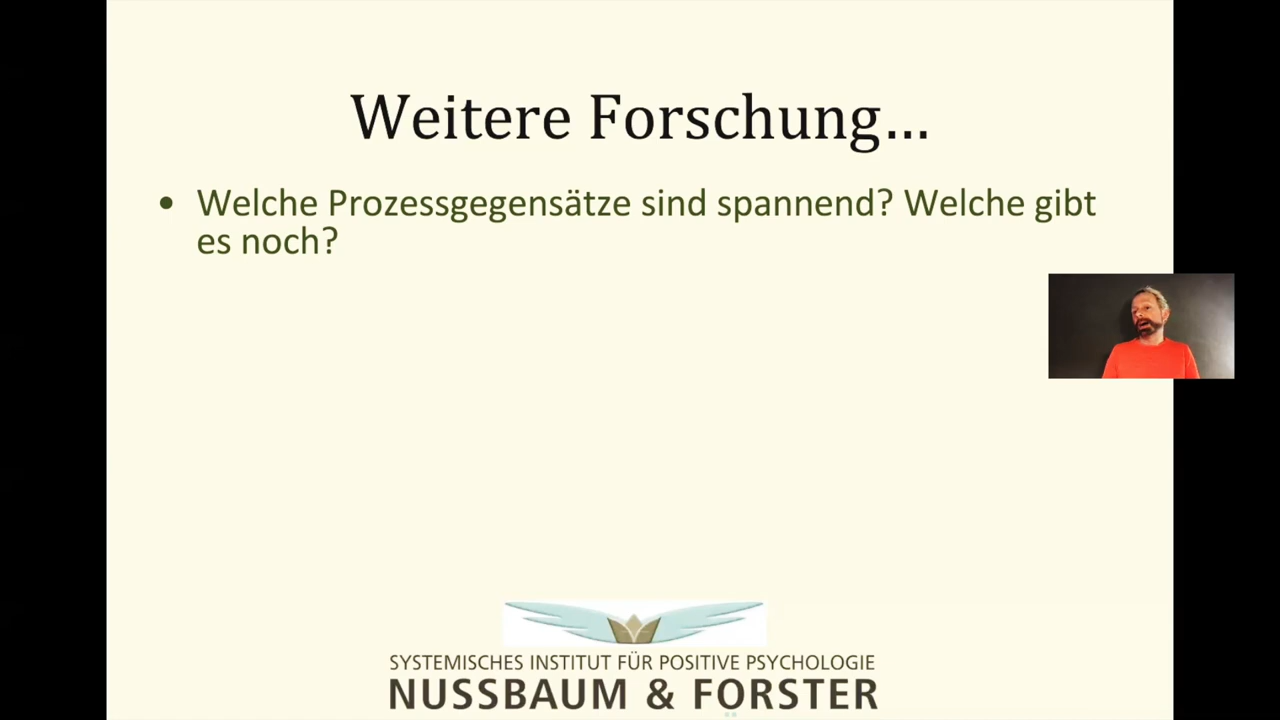 Weitere Forschung...
• Welche Prozessgegensätze sind spannend? Welche gibt
es noch?
SYSTEMISCHES INSTITUT FÜR POSITIVE PSYCHOLOGIE
NUSSBAUM & FORSTER